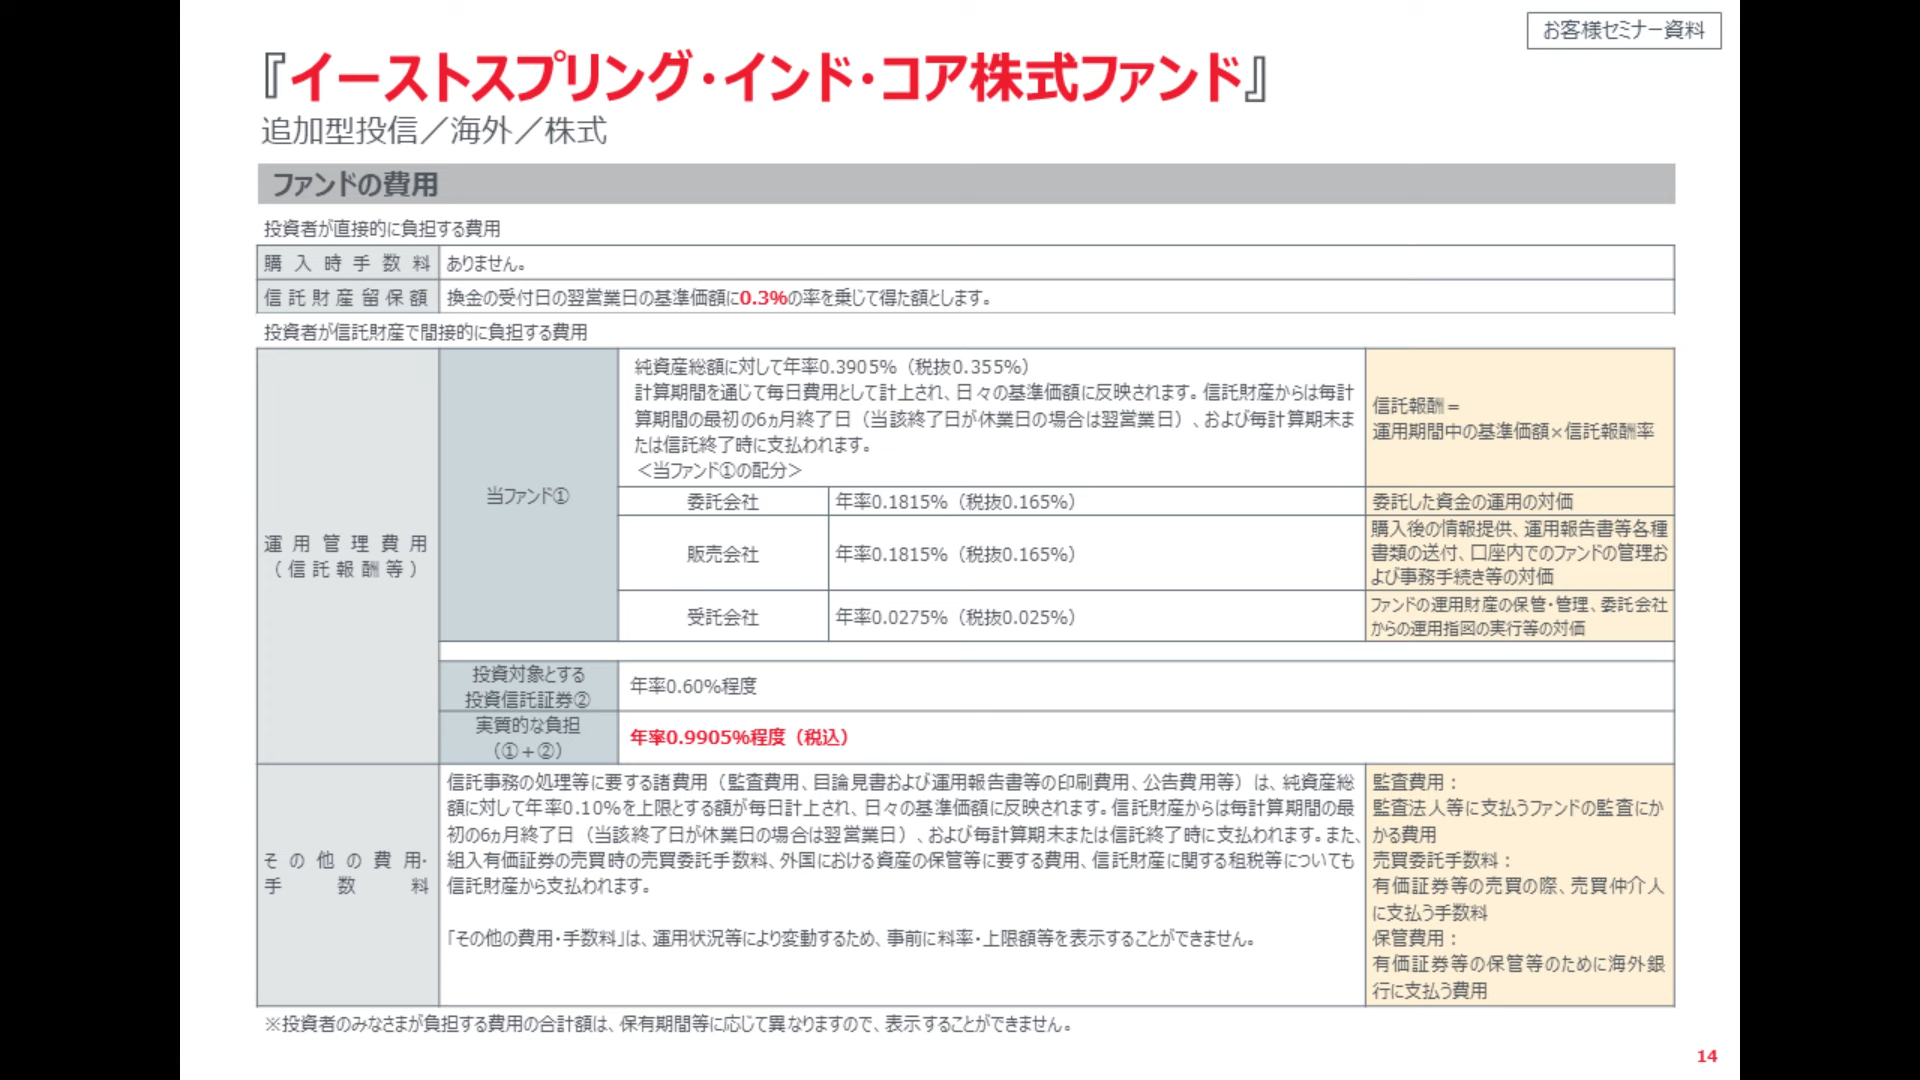 お客様セミナー資料
『イーストスプリング・インド・コア株式ファンド』
追加型投信／海外／株式
ファンドの費用
投資者が直接的に負担する費用
購入時手数料 ありません。
信託財産留保額 換金の受付日の翌営業日の基準価額に0.3%の率を乗じて得た額とします。
投資者が信託財産で間接的に負担する費用
運用管理費用
（信託報酬等）
当ファンド①
純資産総額に対して年率0.3905%（税抜0.355%）
計算期間を通じて毎日費用として計上され、日々の基準価額に反映されます。信託財産からは毎計
算期間の最初の6ヵ月終了日（当該終了日が休業日の場合は翌営業日）、および毎計算期末ま
たは信託終了時に支払われます。
＜当ファンド①の配分＞
信託報酬＝
運用期間中の基準価額×信託報酬率
委託会社 年率0.1815%（税抜0.165%） 委託した資金の運用の対価
販売会社 年率0.1815%（税抜0.165%）
購入後の情報提供、運用報告書等各種
書類の送付、口座内でのファンドの管理お
よび事務手続き等の対価
受託会社 年率0.0275%（税抜0.025%）
ファンドの運用財産の保管・管理、委託会社
からの運用指図の実行等の対価
投資対象とする
投資信託証券②
年率0.60%程度
実質的な負担
（①＋②）
年率0.9905%程度（税込）
その他の費用・
手数料
信託事務の処理等に要する諸費用（監査費用、目論見書および運用報告書等の印刷費用、公告費用等）は、純資産総
額に対して年率0.10%を上限とする額が毎日計上され、日々の基準価額に反映されます。信託財産からは毎計算期間の最
初の6ヵ月終了日（当該終了日が休業日の場合は翌営業日）、および毎計算期末または信託終了時に支払われます。また、
組入有価証券の売買時の売買委託手数料、外国における資産の保管等に要する費用、信託財産に関する租税等についても
信託財産から支払われます。
「その他の費用・手数料」は、運用状況等により変動するため、事前に料率・上限額等を表示することができません。
監査費用：
監査法人等に支払うファンドの監査にか
かる費用
売買委託手数料：
有価証券等の売買の際、売買仲介人
に支払う手数料
保管費用：
有価証券等の保管等のために海外銀
行に支払う費用
※投資者のみなさまが負担する費用の合計額は、保有期間等に応じて異なりますので、表示することができません。
14